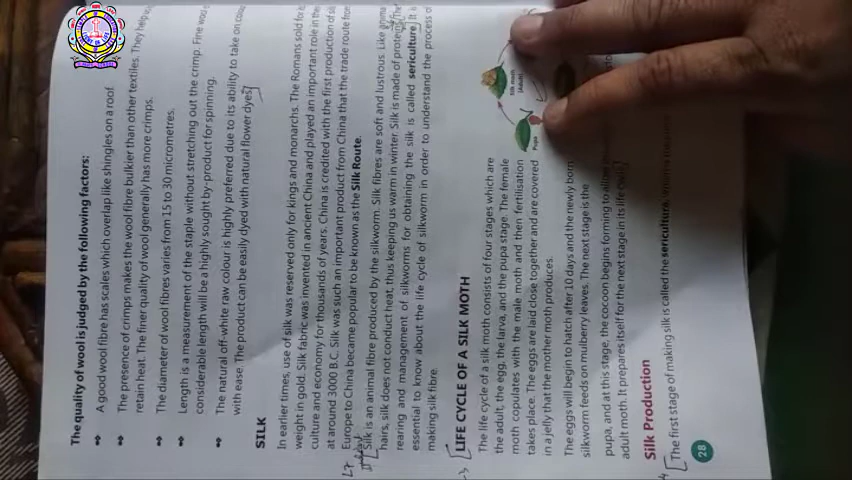 The quality of wool is judged by the following factors:
A good wool fibre has scales which overlap like shingles on a roof.
The presence of crimps makes the wool fibre bulkier than other textiles. They help
retain heat. The finer quality of wool generally has more crimps.
The diameter of wool fibres varies from 15 to 30 micrometres.
Length is a measurement of the staple without stretching out the crimp. Fine
considerable length will be a highly sought by-product for spinning.
The natural off-white raw colour is highly preferred due to its ability to take on
with ease. The product can be easily dyed with natural flower dyes]
SILK
In earlier times, use of silk was reserved only for kings and monarchs. The Romans sold for
weight in gold. Silk fabric was invented in ancient China and played an important role in the
culture and economy for thousands of years. China is credited with the first production of
at around 3000 B.C. Silk was such an important product from China that the trade route from
Europe to China became popular to be known as the Silk Route.
[Silk is an animal fibre produced by the silkworm. Silk fibres are soft and lustrous. Like
hairs, silk does not conduct heat, thus keeping us warm in winter. Silk is made of proteins.
rearing and management of silkworms for obtaining the silk is called sericulture] It is
essential to know about the life cycle of silkworm in order to understand the process of
making silk fibre.
[LIFE CYCLE OF A SILK MOTH
The life cycle of a silk moth consists of four stages which are
the adult, the egg, the larva, and the pupa stage. The female
moth copulates with the male moth and then fertilisation
takes place. The eggs are laid close together and are covered
in a jelly that the mother moth produces.
Silk moth
(Adult)
Pupa
The eggs will begin to hatch after 10 days and the newly born
silkworm feeds on mulberry leaves. The next stage is the
pupa, and at this stage, the cocoon begins forming to
adult moth. It prepares itself for the next stage in its life
Silk Production
[The first stage of making silk is called the sericulture,
28